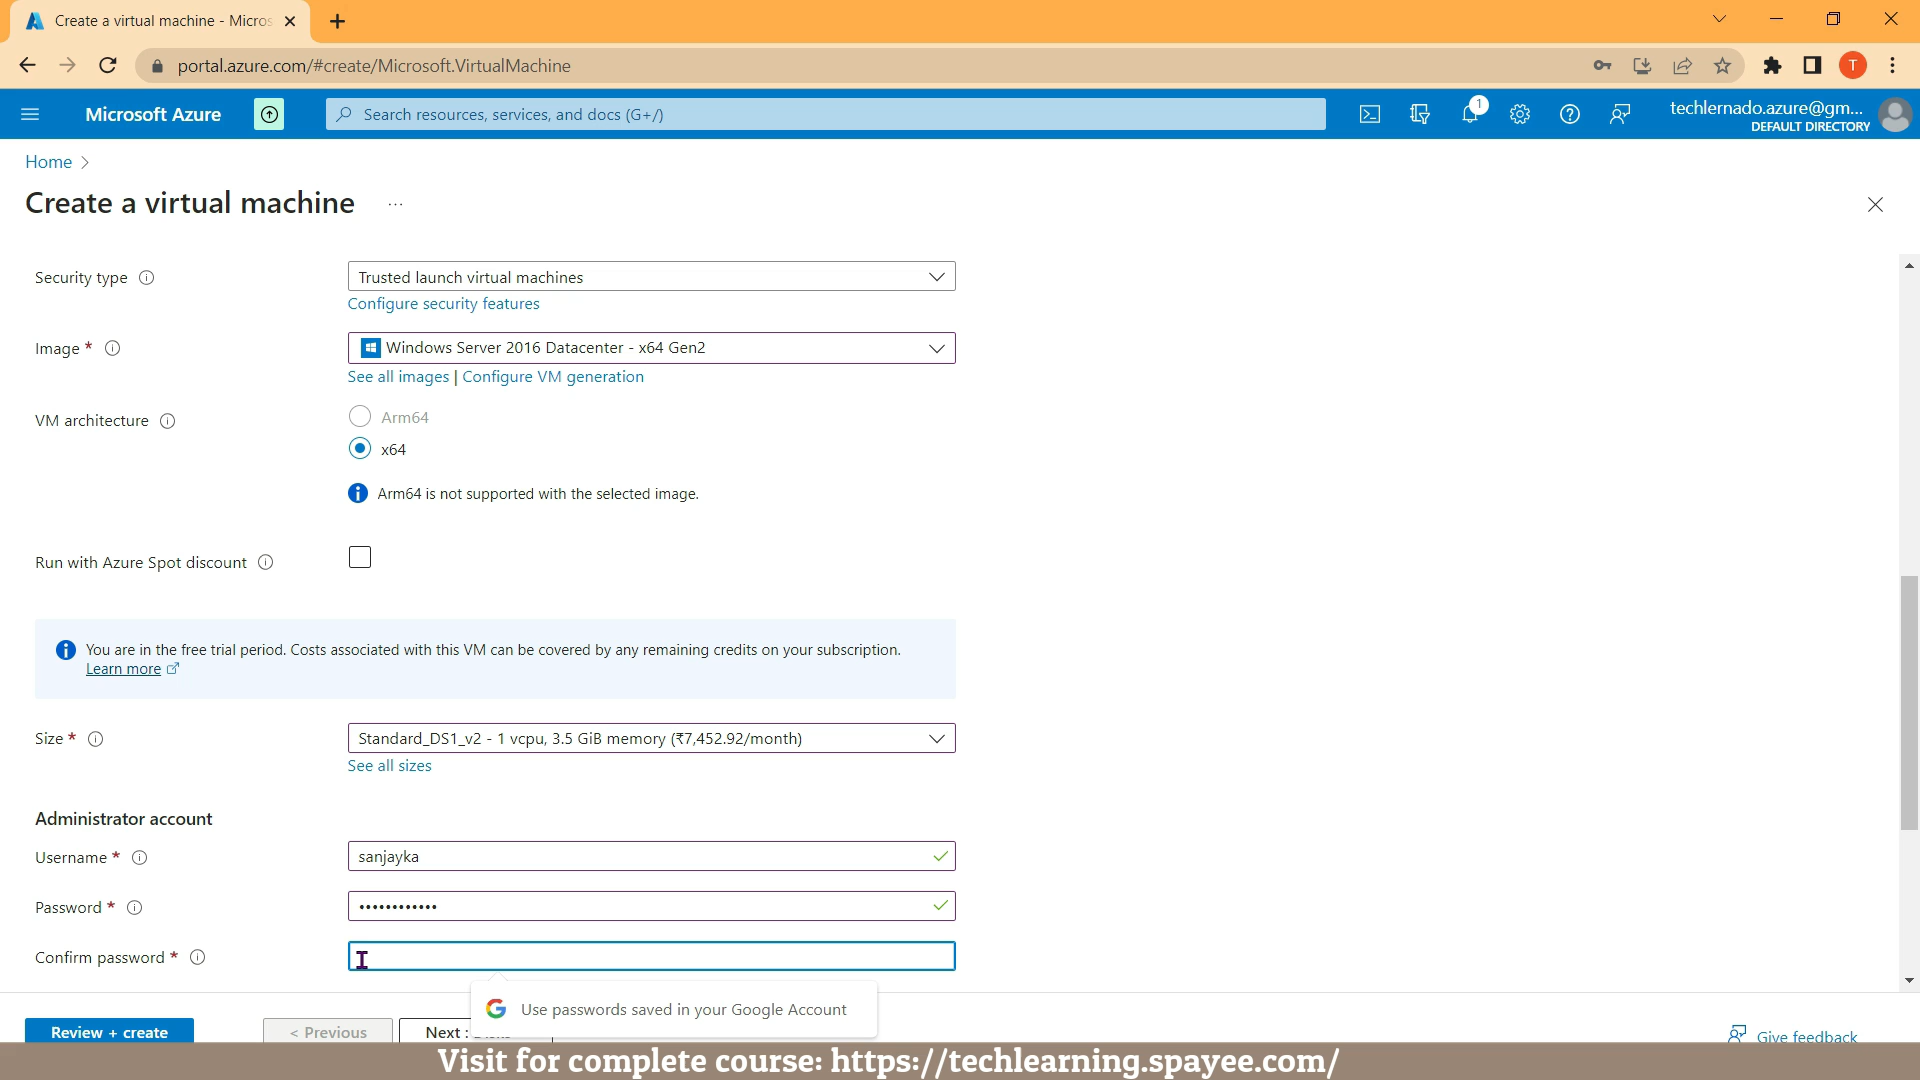 Create a virtual machine - Micros
portal.azure.com/#create/Microsoft.VirtualMachine
T
Microsoft Azure
Search resources, services, and docs (G+/)
1
techlernado.azure@gm...
DEFAULT DIRECTORY
Home
Create a virtual machine ...
Security type
Trusted launch virtual machines
Configure security features
Image *
Windows Server 2016 Datacenter - x64 Gen2
See all images | Configure VM generation
VM architecture
Arm64
x64
Arm64 is not supported with the selected image.
Run with Azure Spot discount
You are in the free trial period. Costs associated with this VM can be covered by any remaining credits on your subscription.
Learn more
Size *
Standard_DS1_v2 - 1 vcpu, 3.5 GiB memory (₹7,452.92/month)
See all sizes
Administrator account
Username *
sanjayka
Password *
••••••••••••
Confirm password *
Use passwords saved in your Google Account
Review + create
< Previous
Next :
Give feedback
Visit for complete course: https://techlearning.spayee.com/